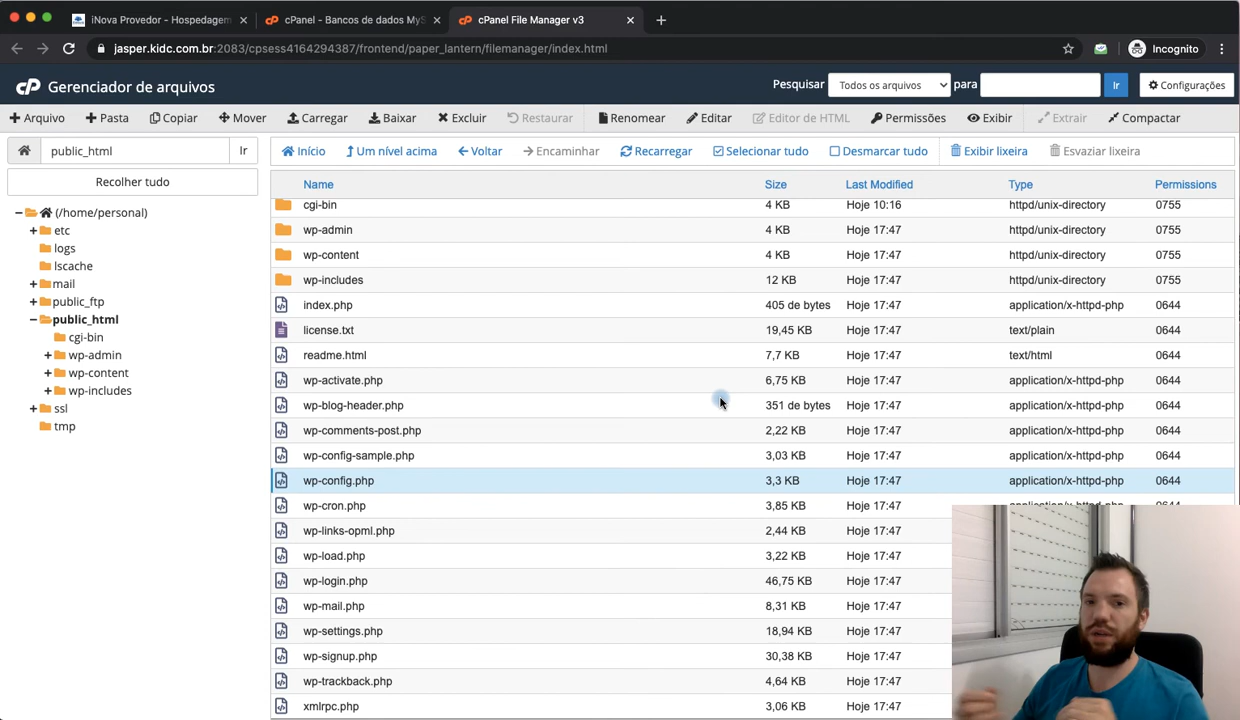 iNova Provedor - Hospedagem
cPanel - Bancos de dados MyS
cPanel File Manager v3
jasper.kidc.com.br:2083/cpsess4164294387/frontend/paper_lantern/filemanager/index.html
Incognito
cP Gerenciador de arquivos
Pesquisar Todos os arquivos para Ir Configurações
Arquivo Pasta Copiar Mover Carregar Baixar Excluir Restaurar Renomear Editar Editor de HTML Permissões Exibir Extrair Compactar
public_html Ir
Início Um nível acima Voltar Encaminhar Recarregar Selecionar tudo Desmarcar tudo Exibir lixeira Esvaziar lixeira
Recolher tudo
(/home/personal)
etc
logs
lscache
mail
public_ftp
public_html
cgi-bin
wp-admin
wp-content
wp-includes
ssl
tmp
Name Size Last Modified Type Permissions
cgi-bin 4 KB Hoje 10:16 httpd/unix-directory 0755
wp-admin 4 KB Hoje 17:47 httpd/unix-directory 0755
wp-content 4 KB Hoje 17:47 httpd/unix-directory 0755
wp-includes 12 KB Hoje 17:47 httpd/unix-directory 0755
index.php 405 de bytes Hoje 17:47 application/x-httpd-php 0644
license.txt 19,45 KB Hoje 17:47 text/plain 0644
readme.html 7,7 KB Hoje 17:47 text/html 0644
wp-activate.php 6,75 KB Hoje 17:47 application/x-httpd-php 0644
wp-blog-header.php 351 de bytes Hoje 17:47 application/x-httpd-php 0644
wp-comments-post.php 2,22 KB Hoje 17:47 application/x-httpd-php 0644
wp-config-sample.php 3,03 KB Hoje 17:47 application/x-httpd-php 0644
wp-config.php 3,3 KB Hoje 17:47 application/x-httpd-php 0644
wp-cron.php 3,85 KB Hoje 17:47 application/x-httpd-php 0644
wp-links-opml.php 2,44 KB Hoje 17:47
wp-load.php 3,22 KB Hoje 17:47
wp-login.php 46,75 KB Hoje 17:47
wp-mail.php 8,31 KB Hoje 17:47
wp-settings.php 18,94 KB Hoje 17:47
wp-signup.php 30,38 KB Hoje 17:47
wp-trackback.php 4,64 KB Hoje 17:47
xmlrpc.php 3,06 KB Hoje 17:47